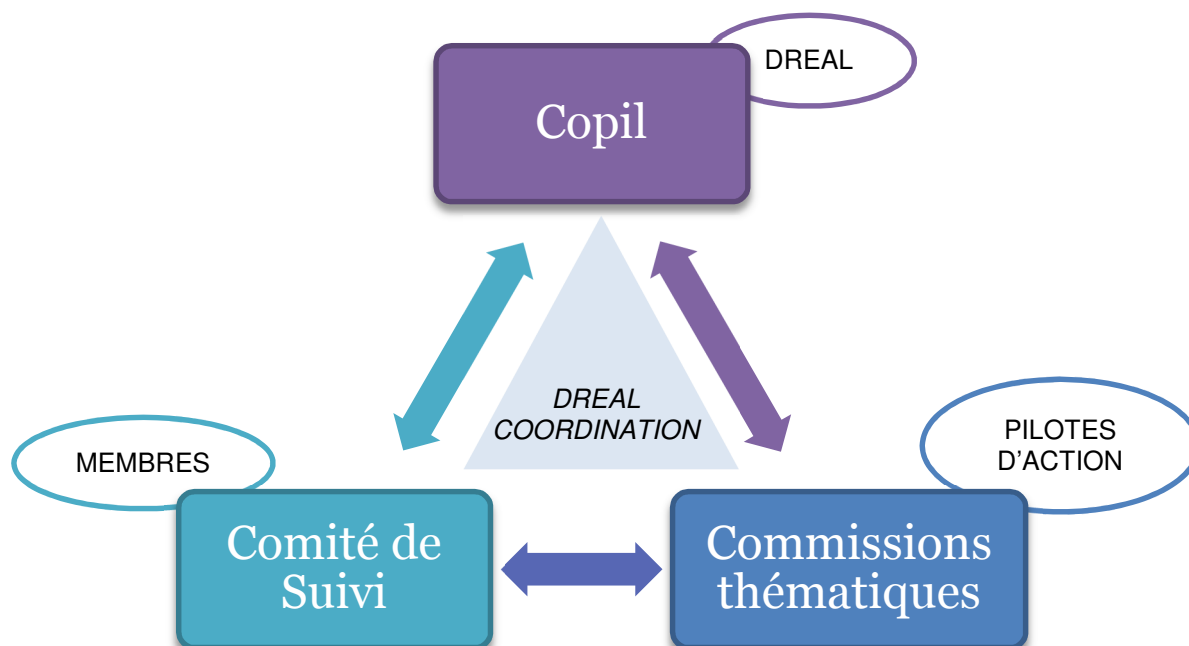 DREAL
Copil
DREAL
COORDINATION
MEMBRES
PILOTES
D’ACTION
Comité de
Suivi
Commissions
thématiques